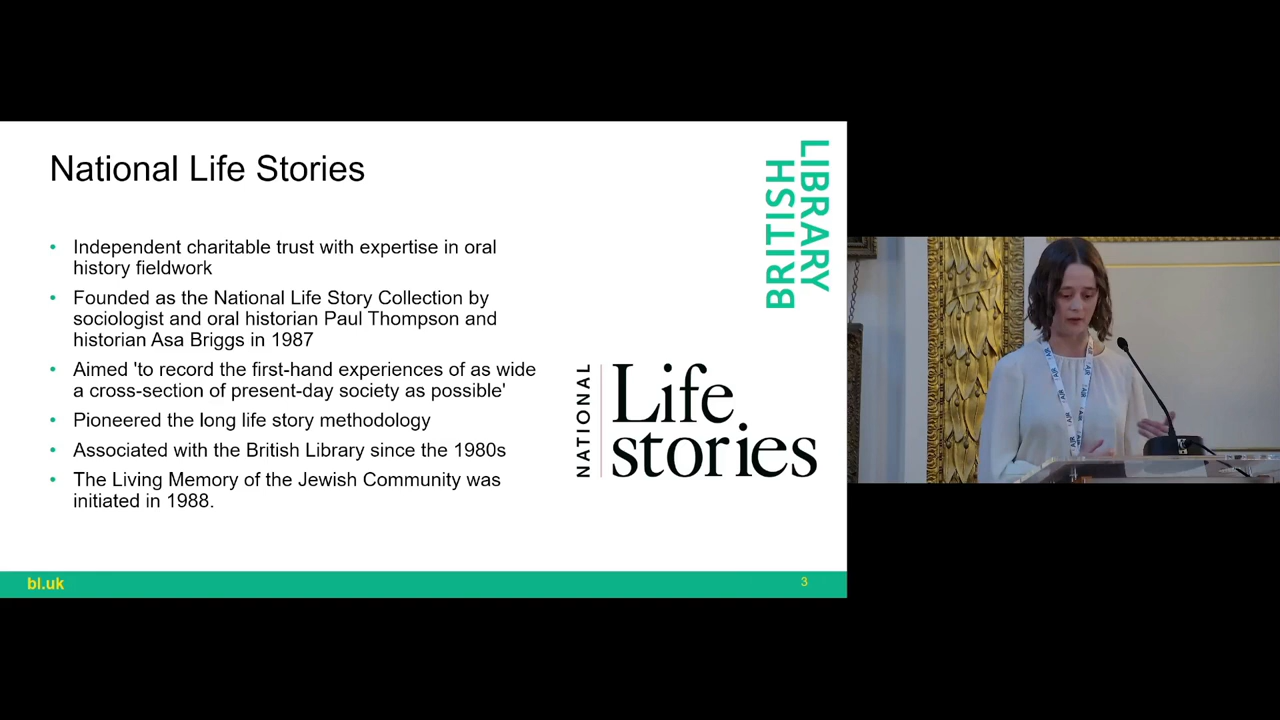 National Life Stories
BRITISH
LIBRARY
• Independent charitable trust with expertise in oral
history fieldwork
• Founded as the National Life Story Collection by
sociologist and oral historian Paul Thompson and
historian Asa Briggs in 1987
• Aimed 'to record the first-hand experiences of as wide
a cross-section of present-day society as possible'
• Pioneered the long life story methodology
• Associated with the British Library since the 1980s
• The Living Memory of the Jewish Community was
initiated in 1988.
NATIONAL
Life
stories
bl.uk
3